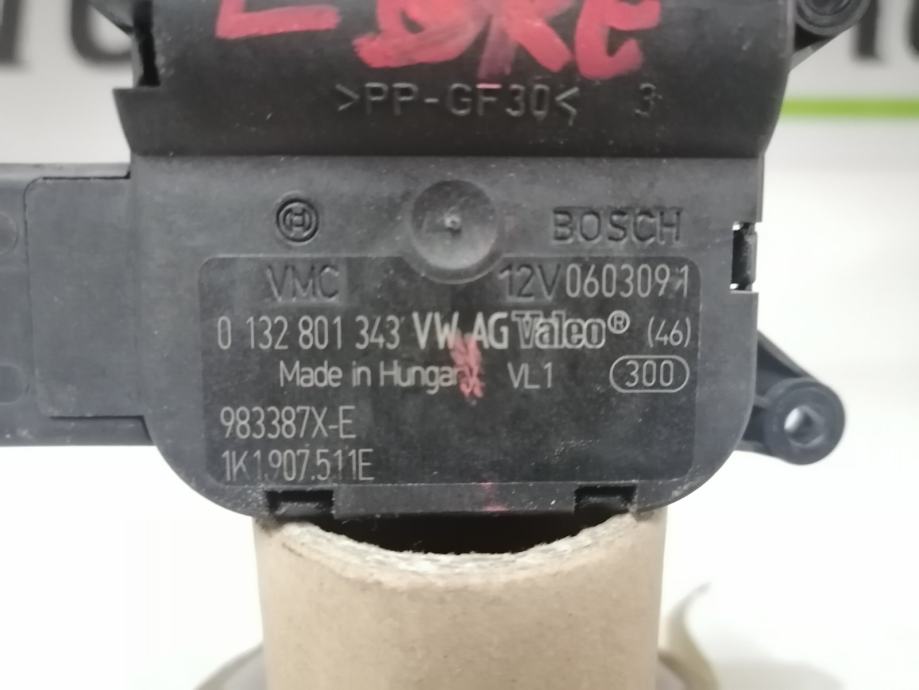 >PP-GF30< 3
BOSCH
VMC 12V 0603091
0 132 801 343 VW AG Valeo® (46)
Made in Hungary VL1 300
983387X-E
1K1.907.511E